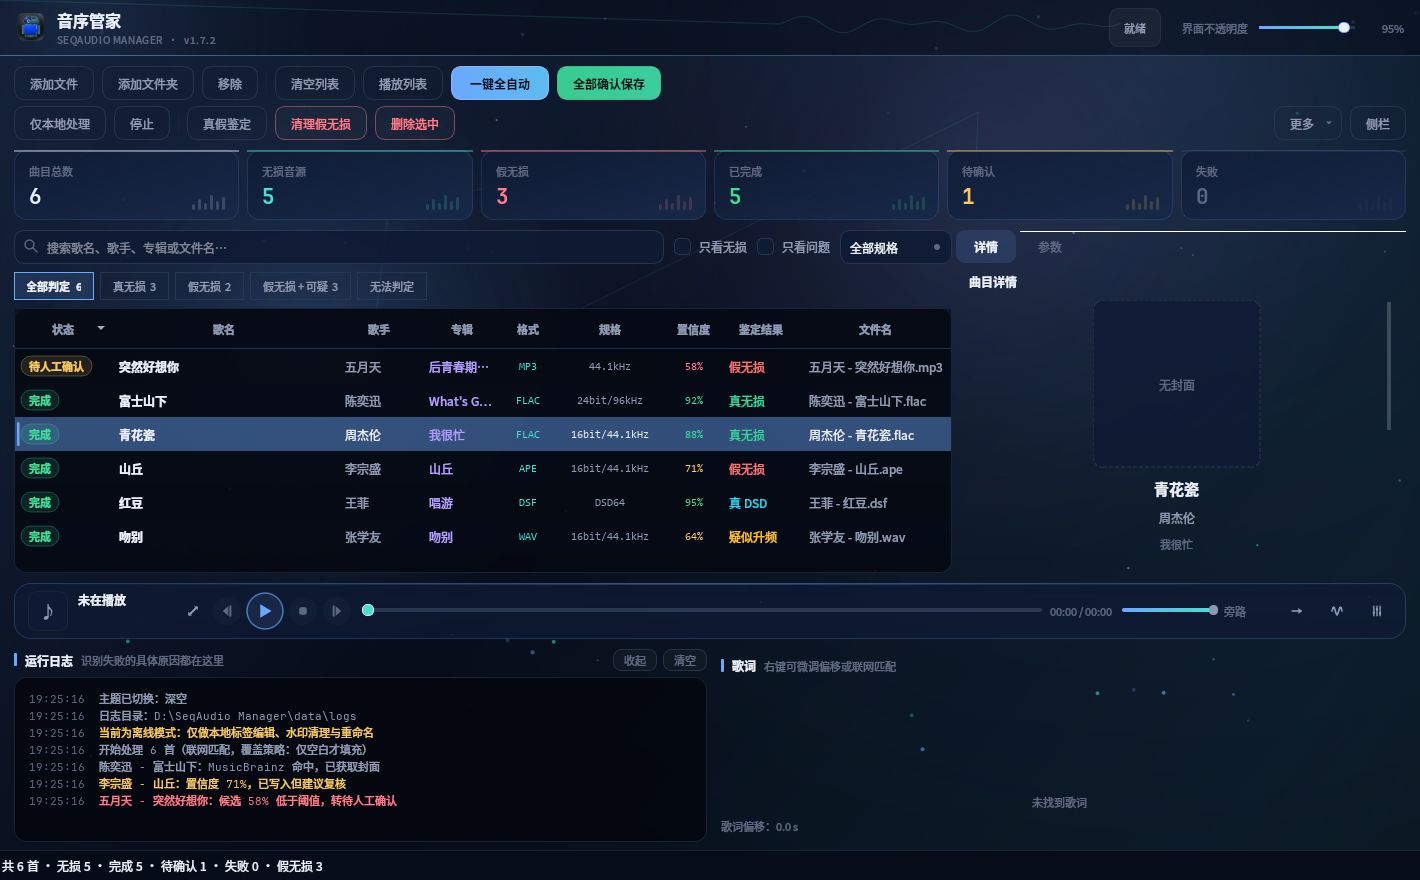 音序管家
SEQAUDIO MANAGER • v1.7.2
就绪
界面不透明度 95%
添加文件 添加文件夹 移除 清空列表 播放列表 一键全自动 全部确认保存
仅本地处理 停止 真假鉴定 清理假无损 删除选中 更多 侧栏
曲目总数 无损音源 假无损 已完成 待确认 失败
6 5 3 5 1 0
搜索歌名、歌手、专辑或文件名… 只看无损 只看问题 全部规格 详情 参数
全部判定 6 真无损 3 假无损 2 假无损+可疑 3 无法判定
曲目详情
状态 歌名 歌手 专辑 格式 规格 置信度 鉴定结果 文件名
待人工确认 突然好想你 五月天 后青春期… MP3 44.1kHz 58% 假无损 五月天 - 突然好想你.mp3
完成 富士山下 陈奕迅 What's G… FLAC 24bit/96kHz 92% 真无损 陈奕迅 - 富士山下.flac
完成 青花瓷 周杰伦 我很忙 FLAC 16bit/44.1kHz 88% 真无损 周杰伦 - 青花瓷.flac
完成 山丘 李宗盛 山丘 APE 16bit/44.1kHz 71% 假无损 李宗盛 - 山丘.ape
完成 红豆 王菲 唱游 DSF DSD64 95% 真 DSD 王菲 - 红豆.dsf
完成 吻别 张学友 吻别 WAV 16bit/44.1kHz 64% 疑似升频 张学友 - 吻别.wav
无封面
青花瓷
周杰伦
我很忙
未在播放 00:00 / 00:00 旁路
运行日志 识别失败的具体原因都在这里 收起 清空
19:25:16 主题已切换：深空
19:25:16 日志目录：D:\SeqAudio Manager\data\logs
19:25:16 当前为离线模式：仅做本地标签编辑、水印清理与重命名
19:25:16 开始处理 6 首（联网匹配，覆盖策略：仅空白才填充）
19:25:16 陈奕迅 - 富士山下：MusicBrainz 命中，已获取封面
19:25:16 李宗盛 - 山丘：置信度 71%，已写入但建议复核
19:25:16 五月天 - 突然好想你：候选 58% 低于阈值，转待人工确认
歌词 右键可微调偏移或联网匹配
未找到歌词
歌词偏移：0.0 s
共 6 首 • 无损 5 • 完成 5 • 待确认 1 • 失败 0 • 假无损 3